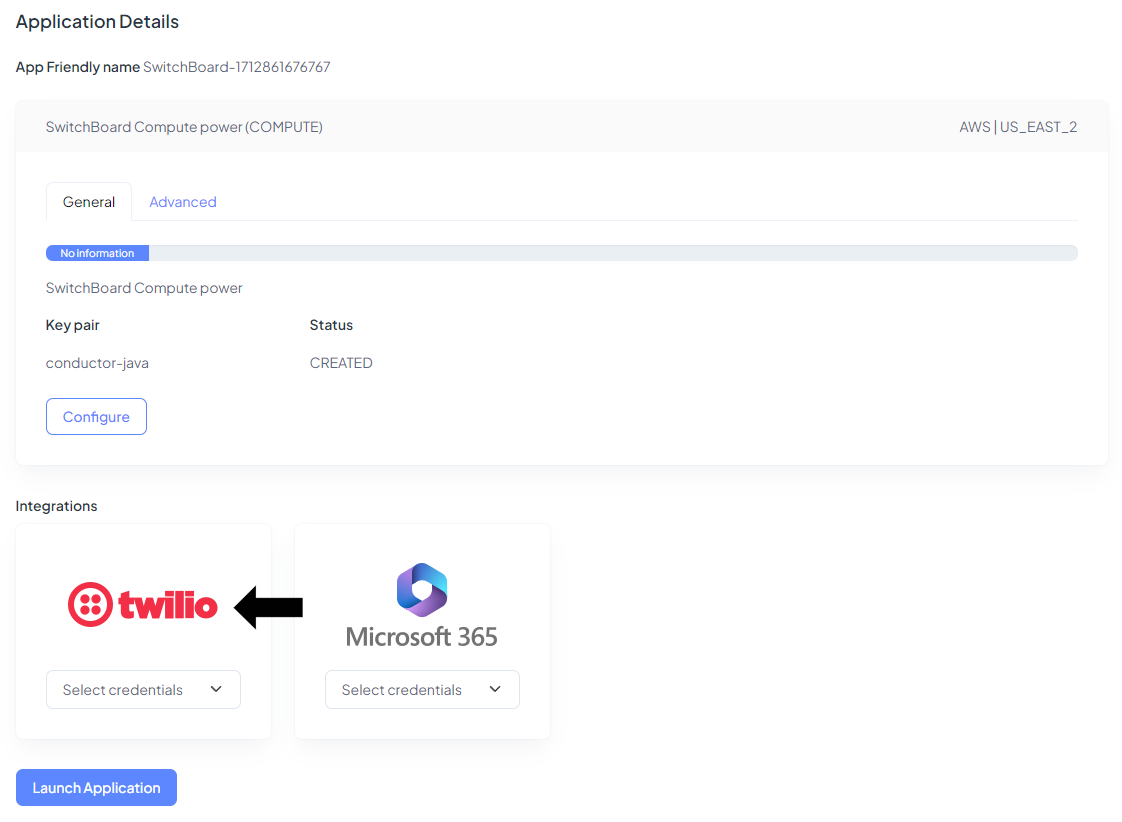 Application Details
App Friendly name SwitchBoard-1712861676767
SwitchBoard Compute power (COMPUTE) AWS | US_EAST_2
General Advanced
No information
SwitchBoard Compute power
Key pair Status
conductor-java CREATED
Configure
Integrations
twilio
Microsoft 365
Select credentials Select credentials
Launch Application